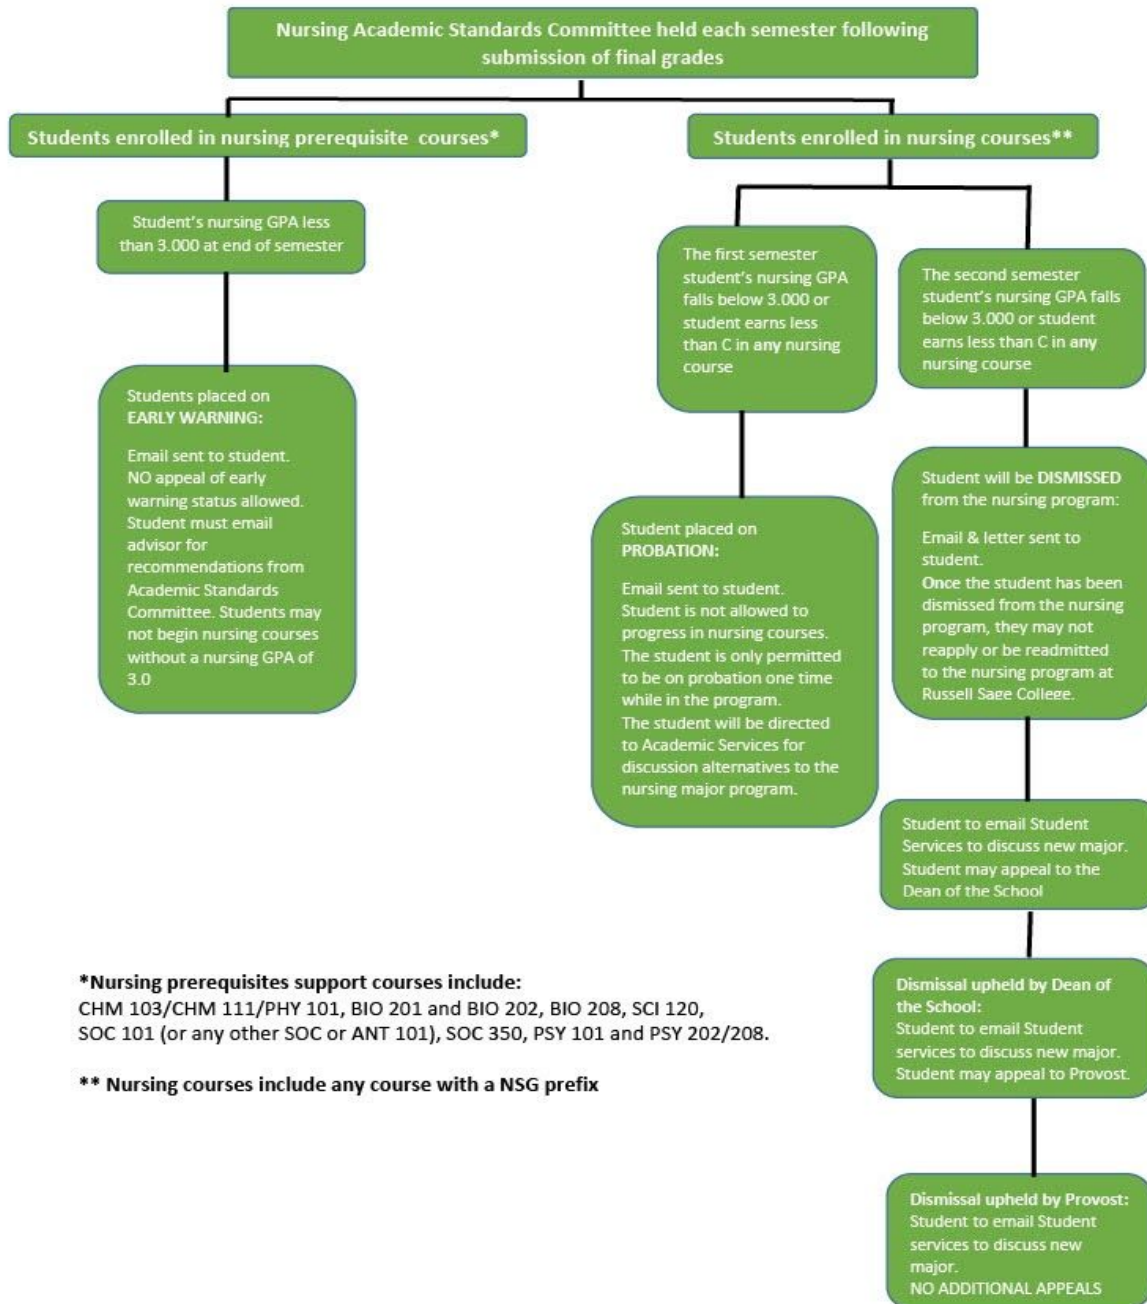 Nursing Academic Standards Committee held each semester following
submission of final grades
Students enrolled in nursing prerequisite courses*
Student's nursing GPA less
than 3.000 at end of semester
Students placed on
EARLY WARNING:
Email sent to student.
NO appeal of early
warning status allowed.
Student must email
advisor for
recommendations from
Academic Standards
Committee. Students may
not begin nursing courses
without a nursing GPA of
3.0
Students enrolled in nursing courses**
The first semester
student's nursing GPA
falls below 3.000 or
student earns less
than C in any nursing
course
Student placed on
PROBATION:
Email sent to student.
Student is not allowed to
progress in nursing courses.
The student is only permitted
to be on probation one time
while in the program.
The student will be directed
to Academic Services for
discussion alternatives to the
nursing major program.
The second semester
student's nursing GPA falls
below 3.000 or student
earns less than C in any
nursing course
Student will be DISMISSED
from the nursing program:
Email & letter sent to
student.
Once the student has been
dismissed from the nursing
program, they may not
reapply or be readmitted
to the nursing program at
Russell Sage College.
Student to email Student
Services to discuss new major.
Student may appeal to the
Dean of the School
Dismissal upheld by Dean of
the School:
Student to email Student
services to discuss new major.
Student may appeal to Provost.
Dismissal upheld by Provost:
Student to email Student
services to discuss new
major.
NO ADDITIONAL APPEALS
*Nursing prerequisites support courses include:
CHM 103/CHM 111/PHY 101, BIO 201 and BIO 202, BIO 208, SCI 120,
SOC 101 (or any other SOC or ANT 101), SOC 350, PSY 101 and PSY 202/208.
** Nursing courses include any course with a NSG prefix